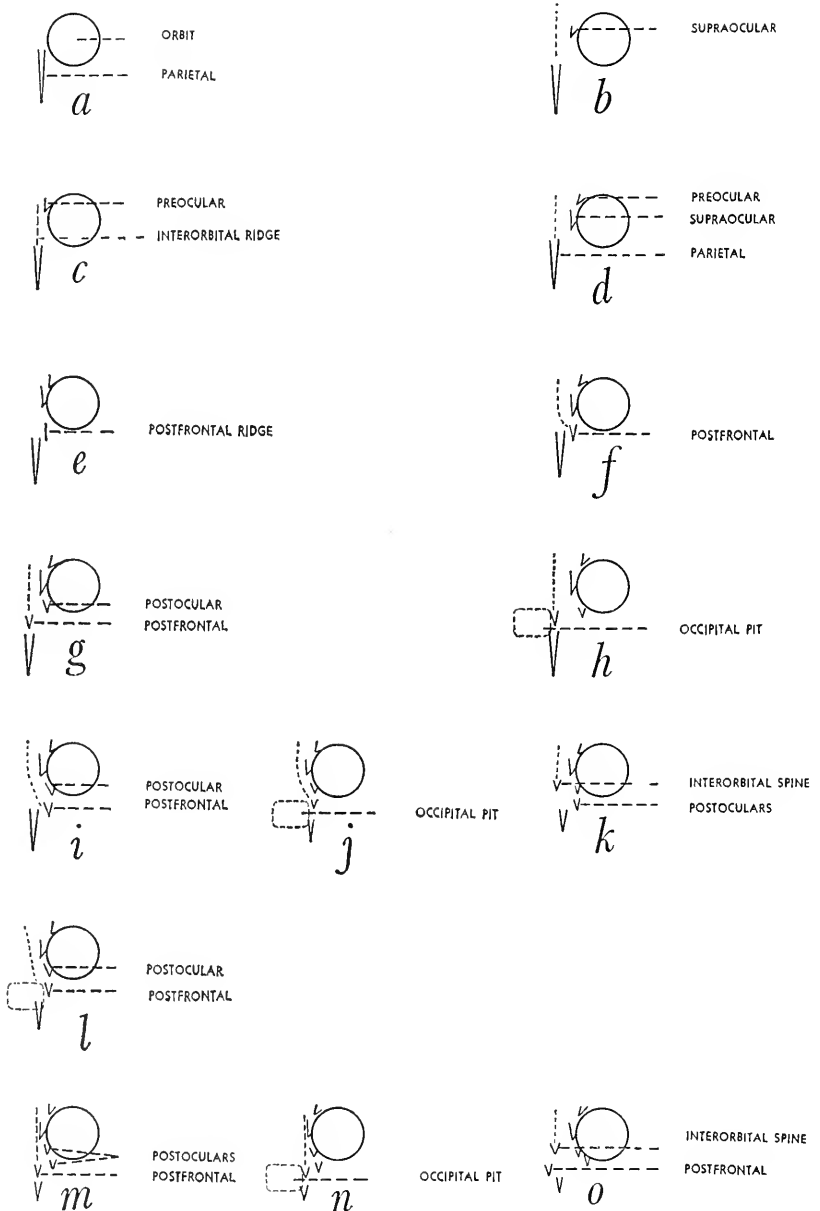 ORBIT
PARIETAL
a
SUPRAOCULAR
b
PREOCULAR
INTERORBITAL RIDGE
c
PREOCULAR
SUPRAOCULAR
PARIETAL
d
POSTFRONTAL RIDGE
e
POSTFRONTAL
f
POSTOCULAR
POSTFRONTAL
g
OCCIPITAL PIT
h
POSTOCULAR
POSTFRONTAL
i
OCCIPITAL PIT
j
INTERORBITAL SPINE
POSTOCULARS
k
POSTOCULAR
POSTFRONTAL
l
POSTOCULARS
POSTFRONTAL
m
OCCIPITAL PIT
n
INTERORBITAL SPINE
POSTFRONTAL
o